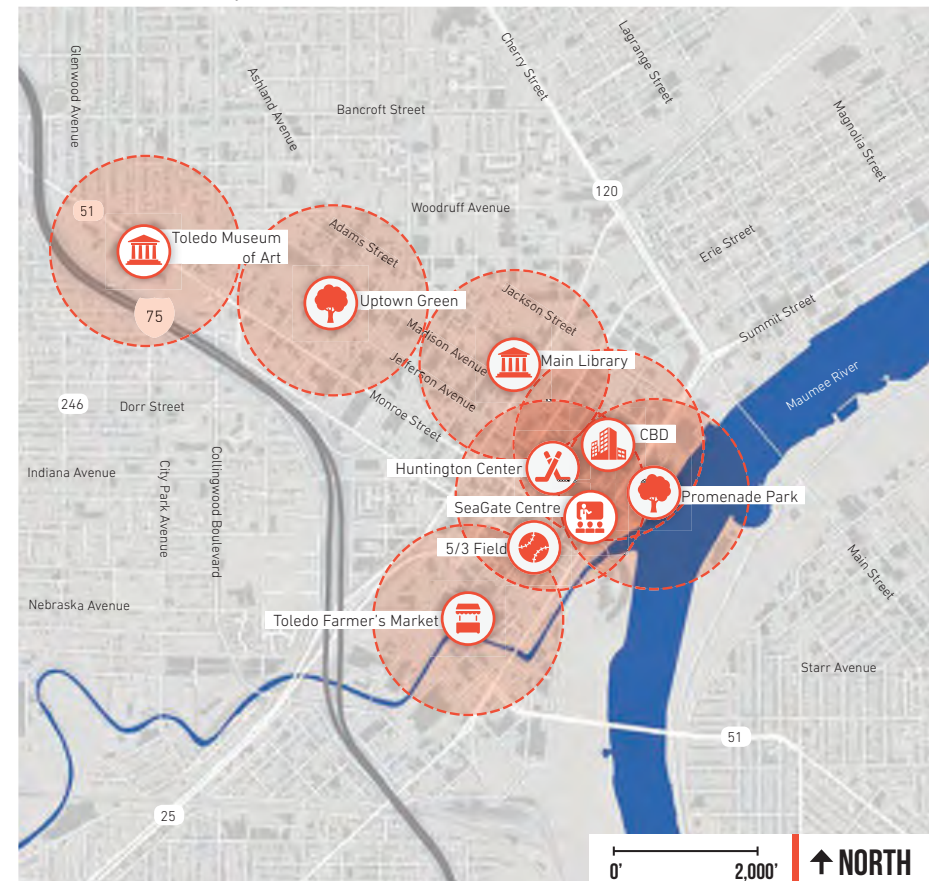 Glenwood Avenue
Ashland Avenue
Bancroft Street
Cherry Street
Lagrange Street
Magnolia Street
120
Woodruff Avenue
51
Toledo Museum
of Art
Adams Street
Erie Street
Uptown Green
75
Jackson Street
Summit Street
Madison Avenue
Main Library
Maumee River
Jefferson Avenue
246
Dorr Street
Monroe Street
CBD
Indiana Avenue
City Park Avenue
Collingwood Boulevard
Huntington Center
Promenade Park
SeaGate Centre
5/3 Field
Main Street
Nebraska Avenue
Toledo Farmer's Market
Starr Avenue
51
25
0'
2,000'
NORTH